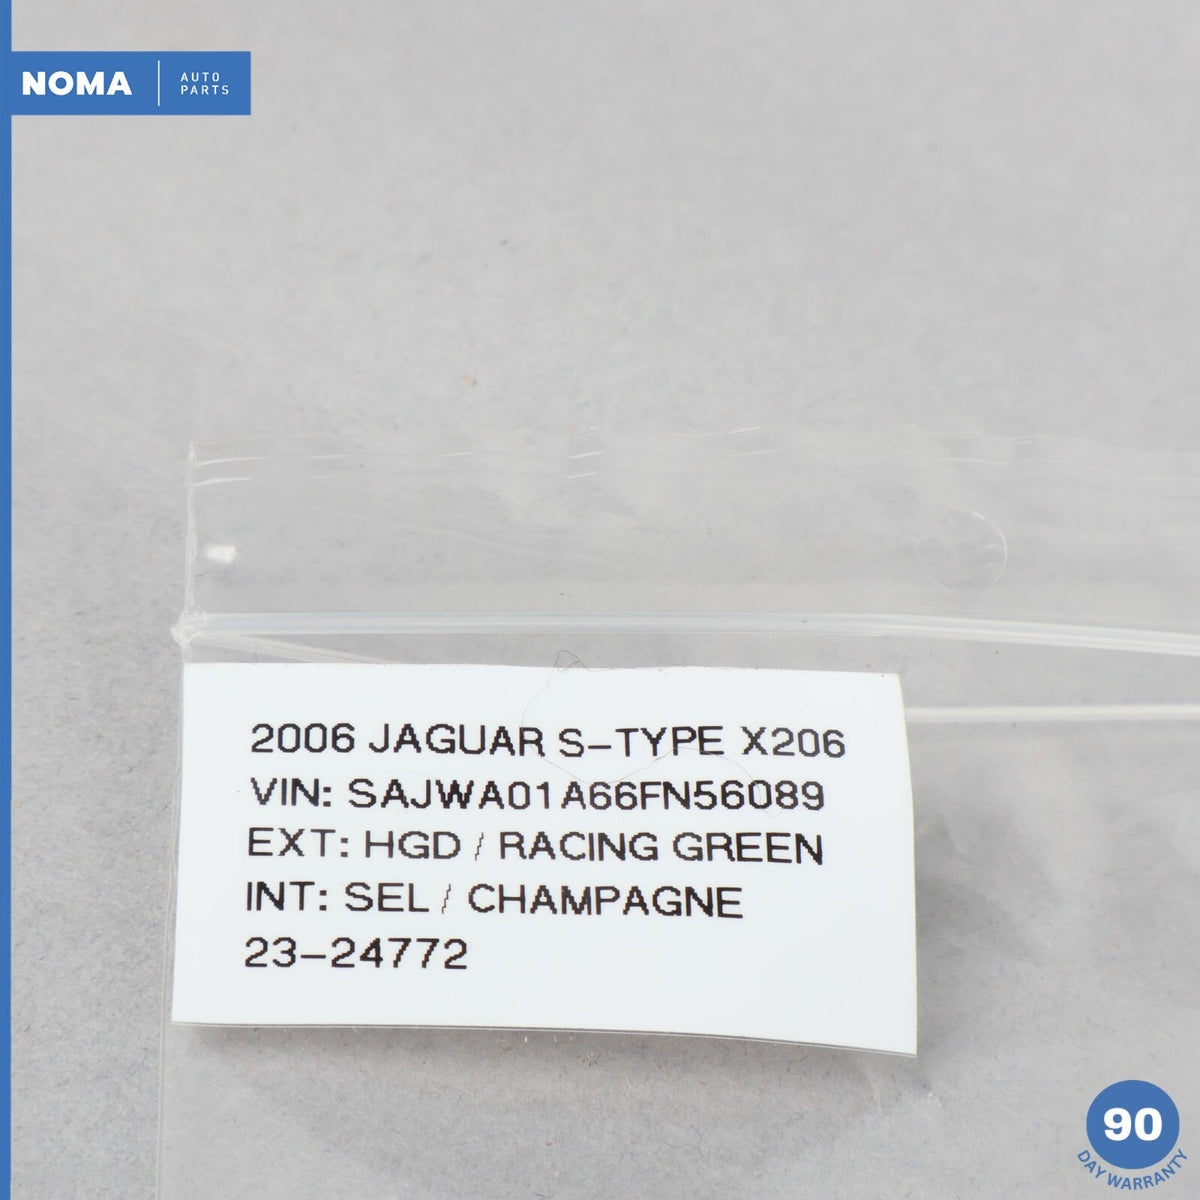 NOMA
AUTO
PARTS
2006 JAGUAR S-TYPE X206
VIN: SAJWA01A66FN56089
EXT: HGD / RACING GREEN
INT: SEL / CHAMPAGNE
23-24772
90
DAY WARRANTY